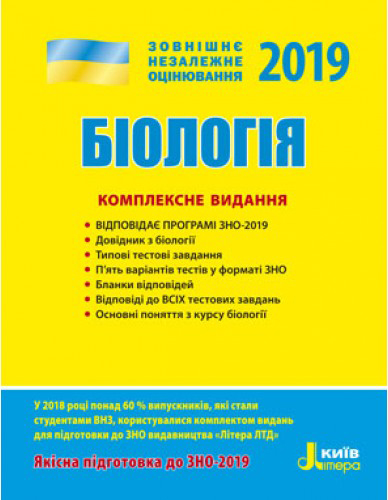 ЗОВНІШНЄ
НЕЗАЛЕЖНЕ
ОЦІНЮВАННЯ
2019
БІОЛОГІЯ
КОМПЛЕКСНЕ ВИДАННЯ
• ВІДПОВІДАЄ ПРОГРАМІ ЗНО-2019
• Довідник з біології
• Типові тестові завдання
• П'ять варіантів тестів у форматі ЗНО
• Бланки відповідей
• Відповіді до ВСІХ тестових завдань
• Основні поняття з курсу біології
У 2018 році понад 60 % випускників, які стали
студентами ВНЗ, користувалися комплектом видань
для підготовки до ЗНО видавництва «Літера ЛТД»
Якісна підготовка до ЗНО-2019
КИЇВ
Літера